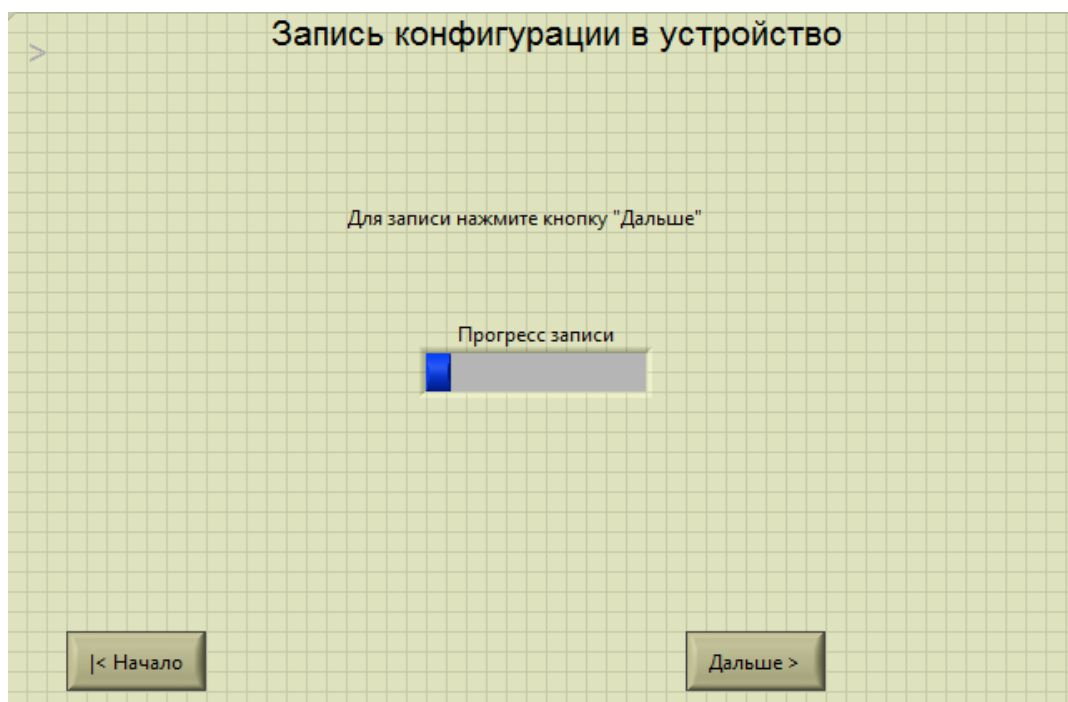 Запись конфигурации в устройство
>
Для записи нажмите кнопку "Дальше"
Прогресс записи
|< Начало
Дальше >